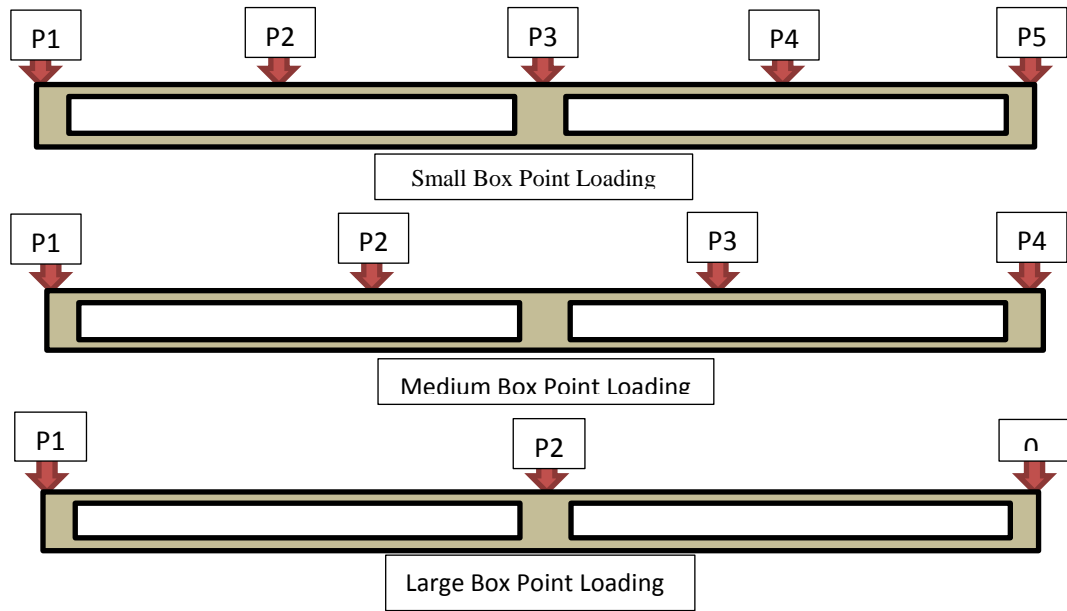 P1 P2 P3 P4 P5
Small Box Point Loading
P1 P2 P3 P4
Medium Box Point Loading
P1 P2
Large Box Point Loading